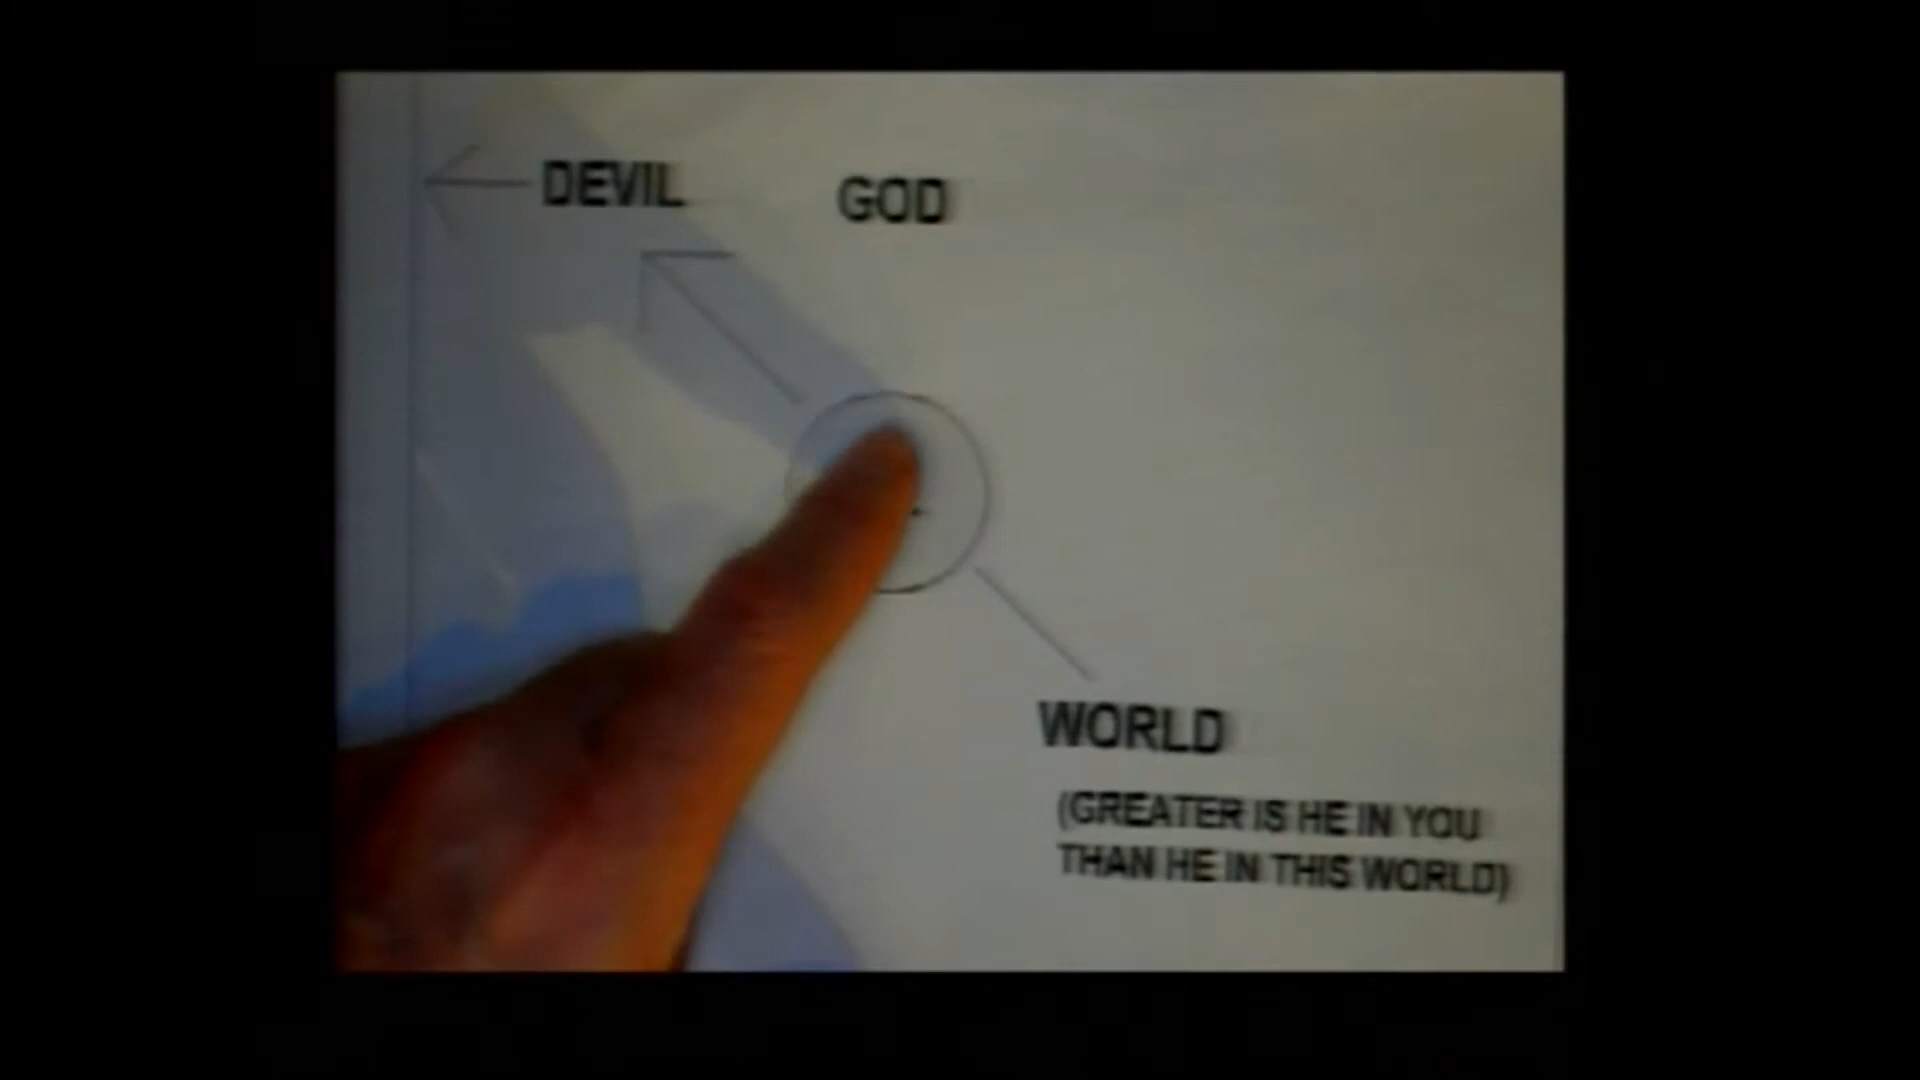 DEVIL GOD
WORLD
(GREATER IS HE IN YOU
THAN HE IN THIS WORLD)